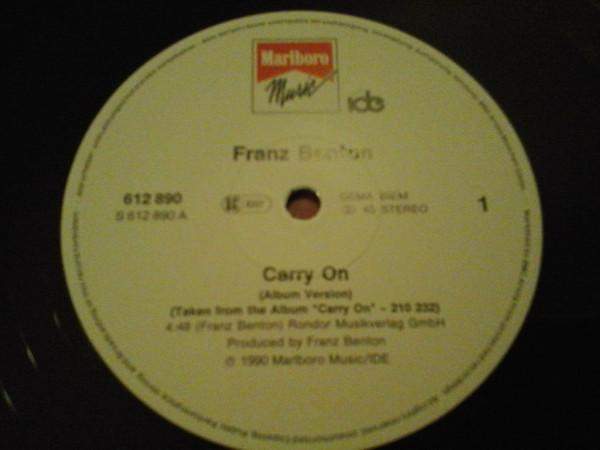 Marlboro
Music
ide
Franz Benton
612 890
S 612 890 A
GEMA BIEM
45 STEREO
1
Carry On
(Album Version)
(Taken from the Album "Carry On" - 210 232)
4:48 (Franz Benton) Rondor Musikverlag GmbH
Produced by Franz Benton
℗ 1990 Marlboro Music/IDE